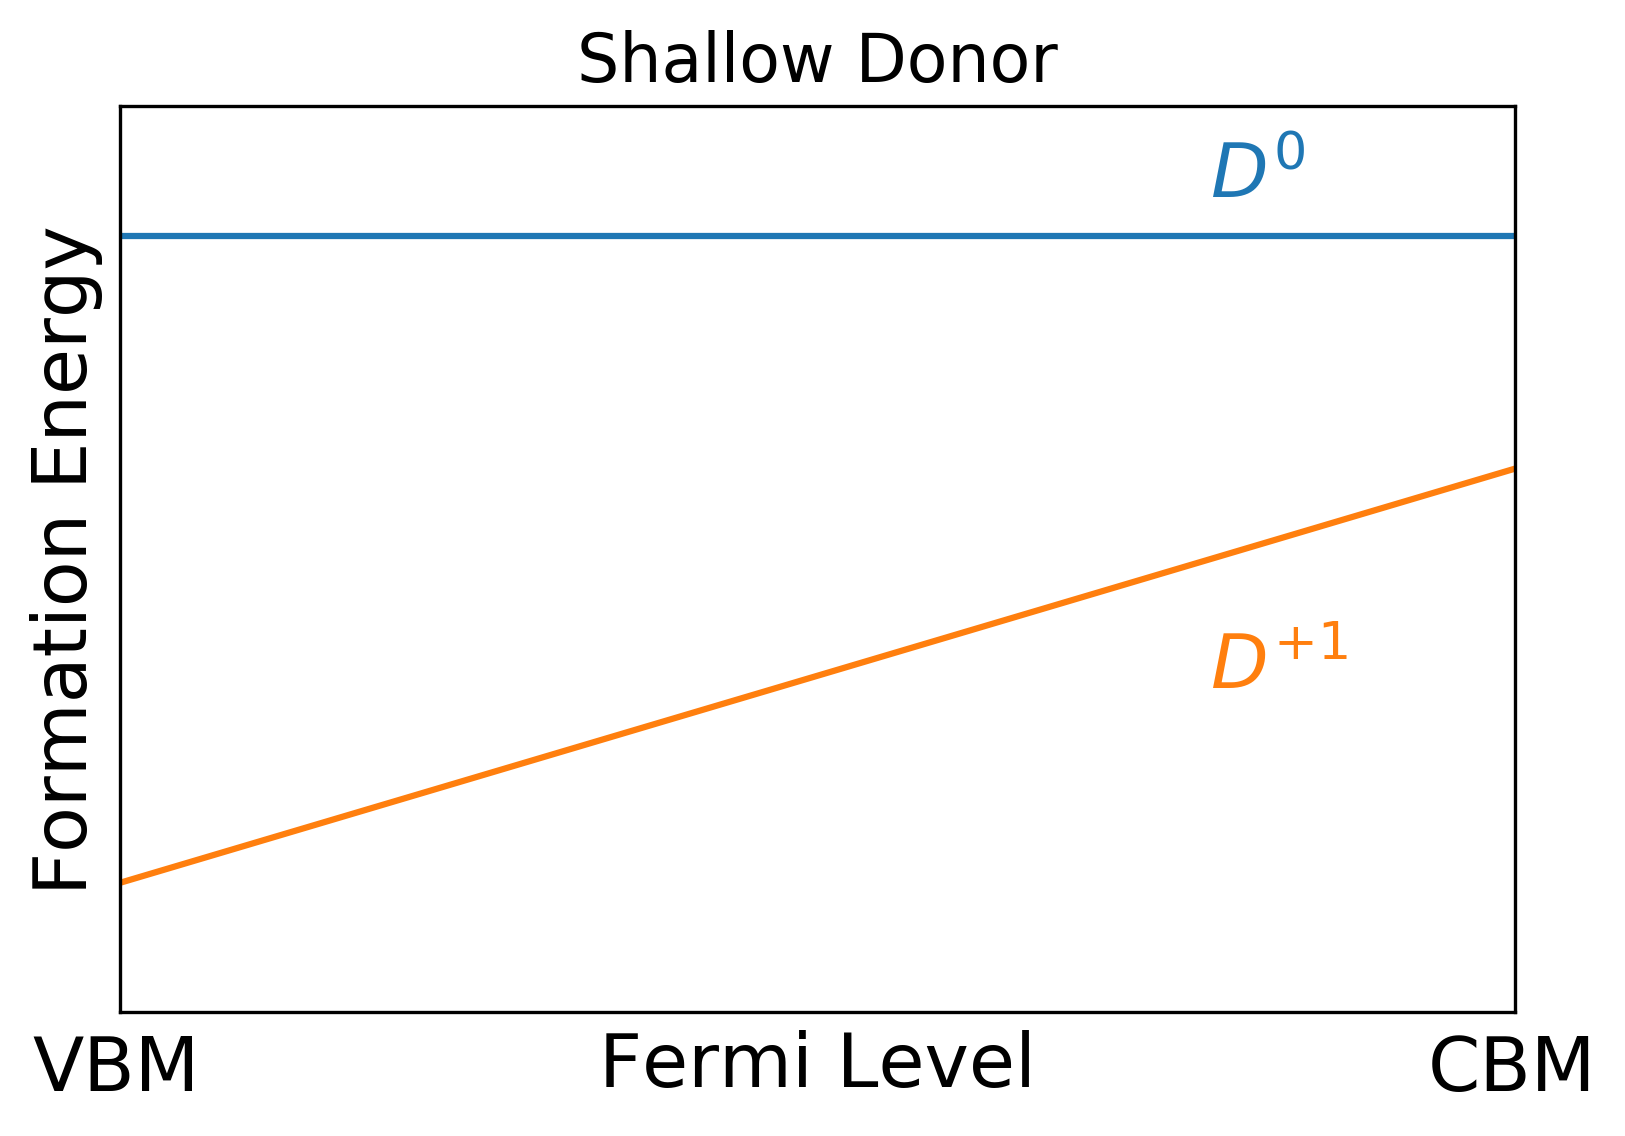 Shallow Donor
D^0
Formation Energy
D^+1
VBM
Fermi Level
CBM